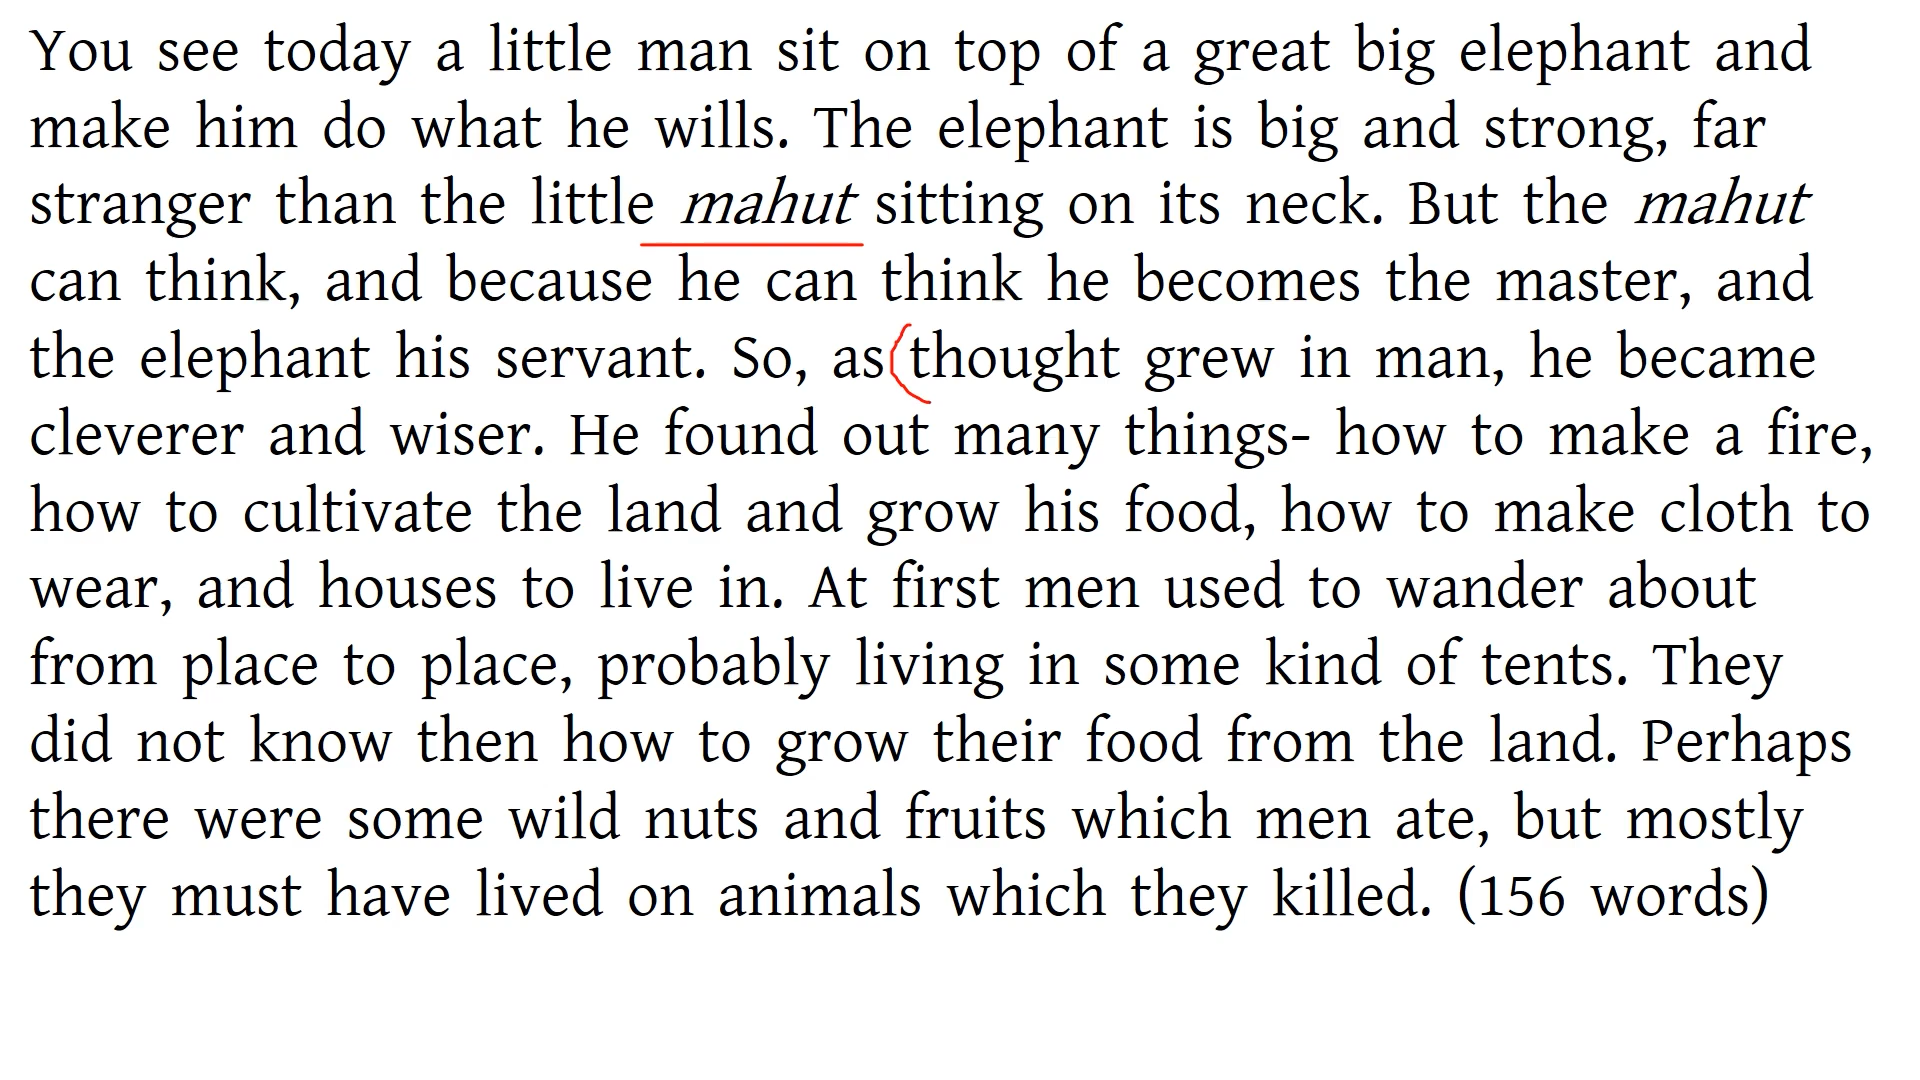 You see today a little man sit on top of a great big elephant and
make him do what he wills. The elephant is big and strong, far
stranger than the little mahut sitting on its neck. But the mahut
can think, and because he can think he becomes the master, and
the elephant his servant. So, as thought grew in man, he became
cleverer and wiser. He found out many things- how to make a fire,
how to cultivate the land and grow his food, how to make cloth to
wear, and houses to live in. At first men used to wander about
from place to place, probably living in some kind of tents. They
did not know then how to grow their food from the land. Perhaps
there were some wild nuts and fruits which men ate, but mostly
they must have lived on animals which they killed. (156 words)